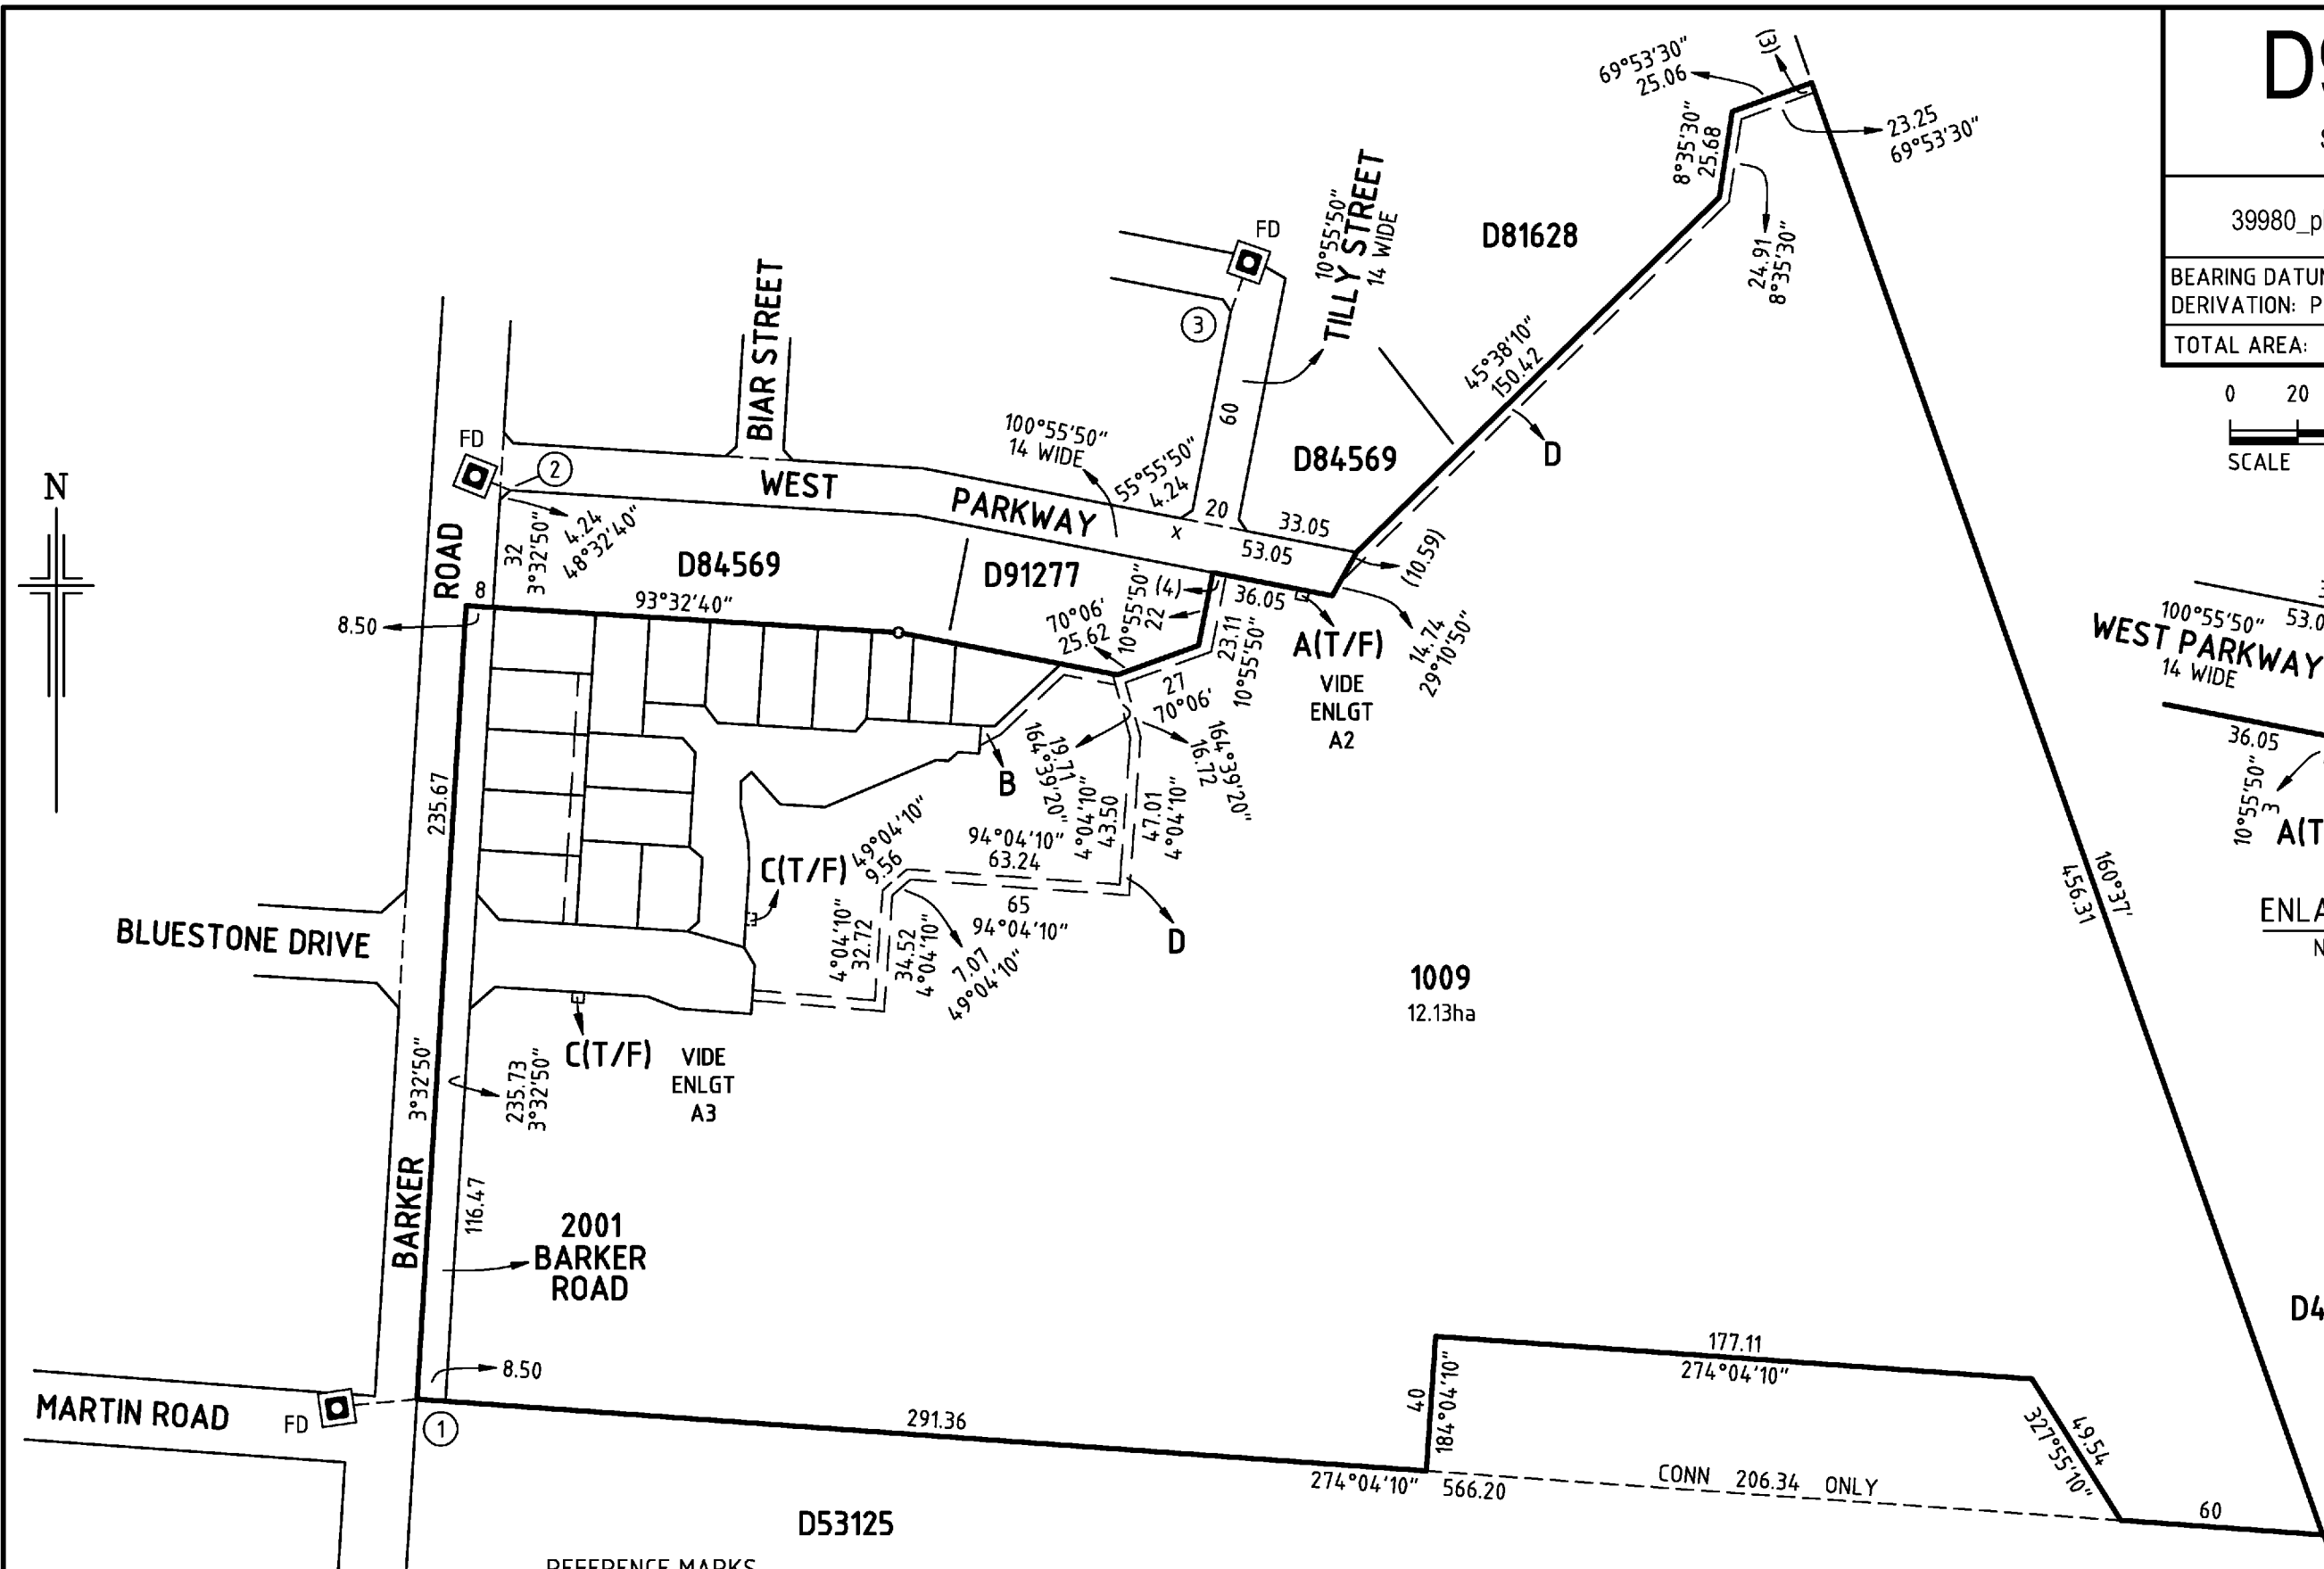 D9
39980_p
BEARING DATU
DERIVATION: P
TOTAL AREA:
0 20
SCALE
N
69°53'30"
25.06
(3)
23.25
69°53'30"
8°35'30"
25.68
24.91
8°35'30"
D81628
10°55'50"
TILLY STREET
14 WIDE
FD
3
60
45°38'10"
150.42
D
BIAR STREET
FD
2
4.24
48°32'40"
32
3°32'50"
WEST PARKWAY
100°55'50"
14 WIDE
55°55'50"
4.24
20
x
33.05
53.05
D84569
(10.59)
14.74
29°10'50"
ROAD
8
8.50
D84569
93°32'40"
D91277
70°06'
25.62
10°55'50"
22
(4)
36.05
23.11
10°55'50"
A(T/F)
VIDE
ENLGT
A2
27
70°06'
19.71
164°39'20"
164°39'20"
16.72
B
4°04'10"
43.50
47.01
4°04'10"
235.67
C(T/F)
49°04'10"
9.56
94°04'10"
63.24
65
94°04'10"
4°04'10"
32.72
34.52
4°04'10"
7.07
49°04'10"
D
BLUESTONE DRIVE
C(T/F)
VIDE
ENLGT
A3
3°32'50"
235.73
3°32'50"
1009
12.13ha
160°37'
456.31
100°55'50" 53.0
WEST PARKWAY
14 WIDE
36.05
10°55'50"
3
A(T
ENLA
N
BARKER
116.47
2001
BARKER
ROAD
8.50
MARTIN ROAD
FD
1
291.36
274°04'10" 566.20
40
184°04'10"
177.11
274°04'10"
49.54
327°55'10"
CONN 206.34 ONLY
60
D4
D53125
REFERENCE MARKS